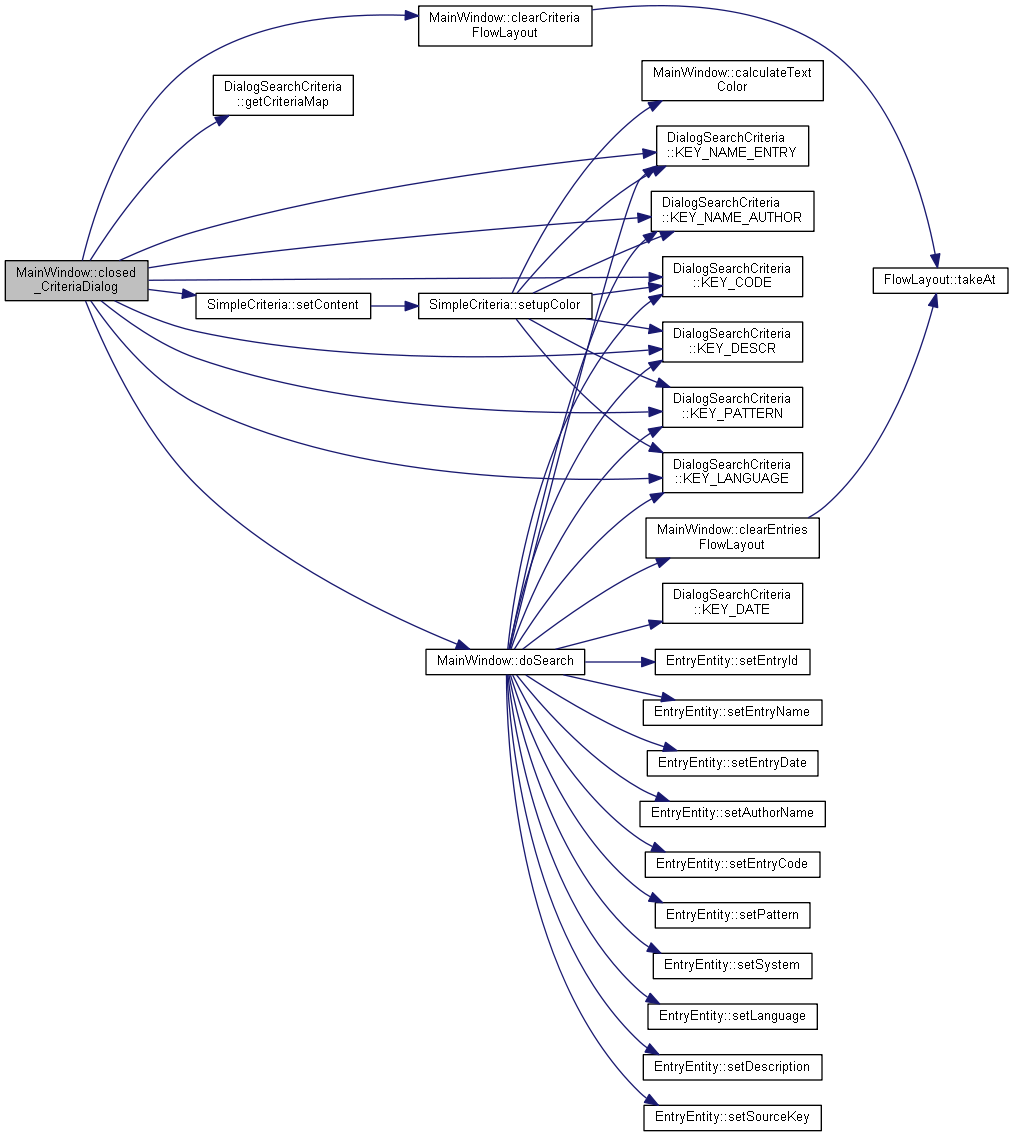 MainWindow::clearCriteria
FlowLayout
MainWindow::calculateText
Color
DialogSearchCriteria
::getCriteriaMap
DialogSearchCriteria
::KEY_NAME_ENTRY
DialogSearchCriteria
::KEY_NAME_AUTHOR
MainWindow::closed
_CriteriaDialog
DialogSearchCriteria
::KEY_CODE
FlowLayout::takeAt
SimpleCriteria::setContent
SimpleCriteria::setupColor
DialogSearchCriteria
::KEY_DESCR
DialogSearchCriteria
::KEY_PATTERN
DialogSearchCriteria
::KEY_LANGUAGE
MainWindow::clearEntries
FlowLayout
DialogSearchCriteria
::KEY_DATE
MainWindow::doSearch
EntryEntity::setEntryId
EntryEntity::setEntryName
EntryEntity::setEntryDate
EntryEntity::setAuthorName
EntryEntity::setEntryCode
EntryEntity::setPattern
EntryEntity::setSystem
EntryEntity::setLanguage
EntryEntity::setDescription
EntryEntity::setSourceKey